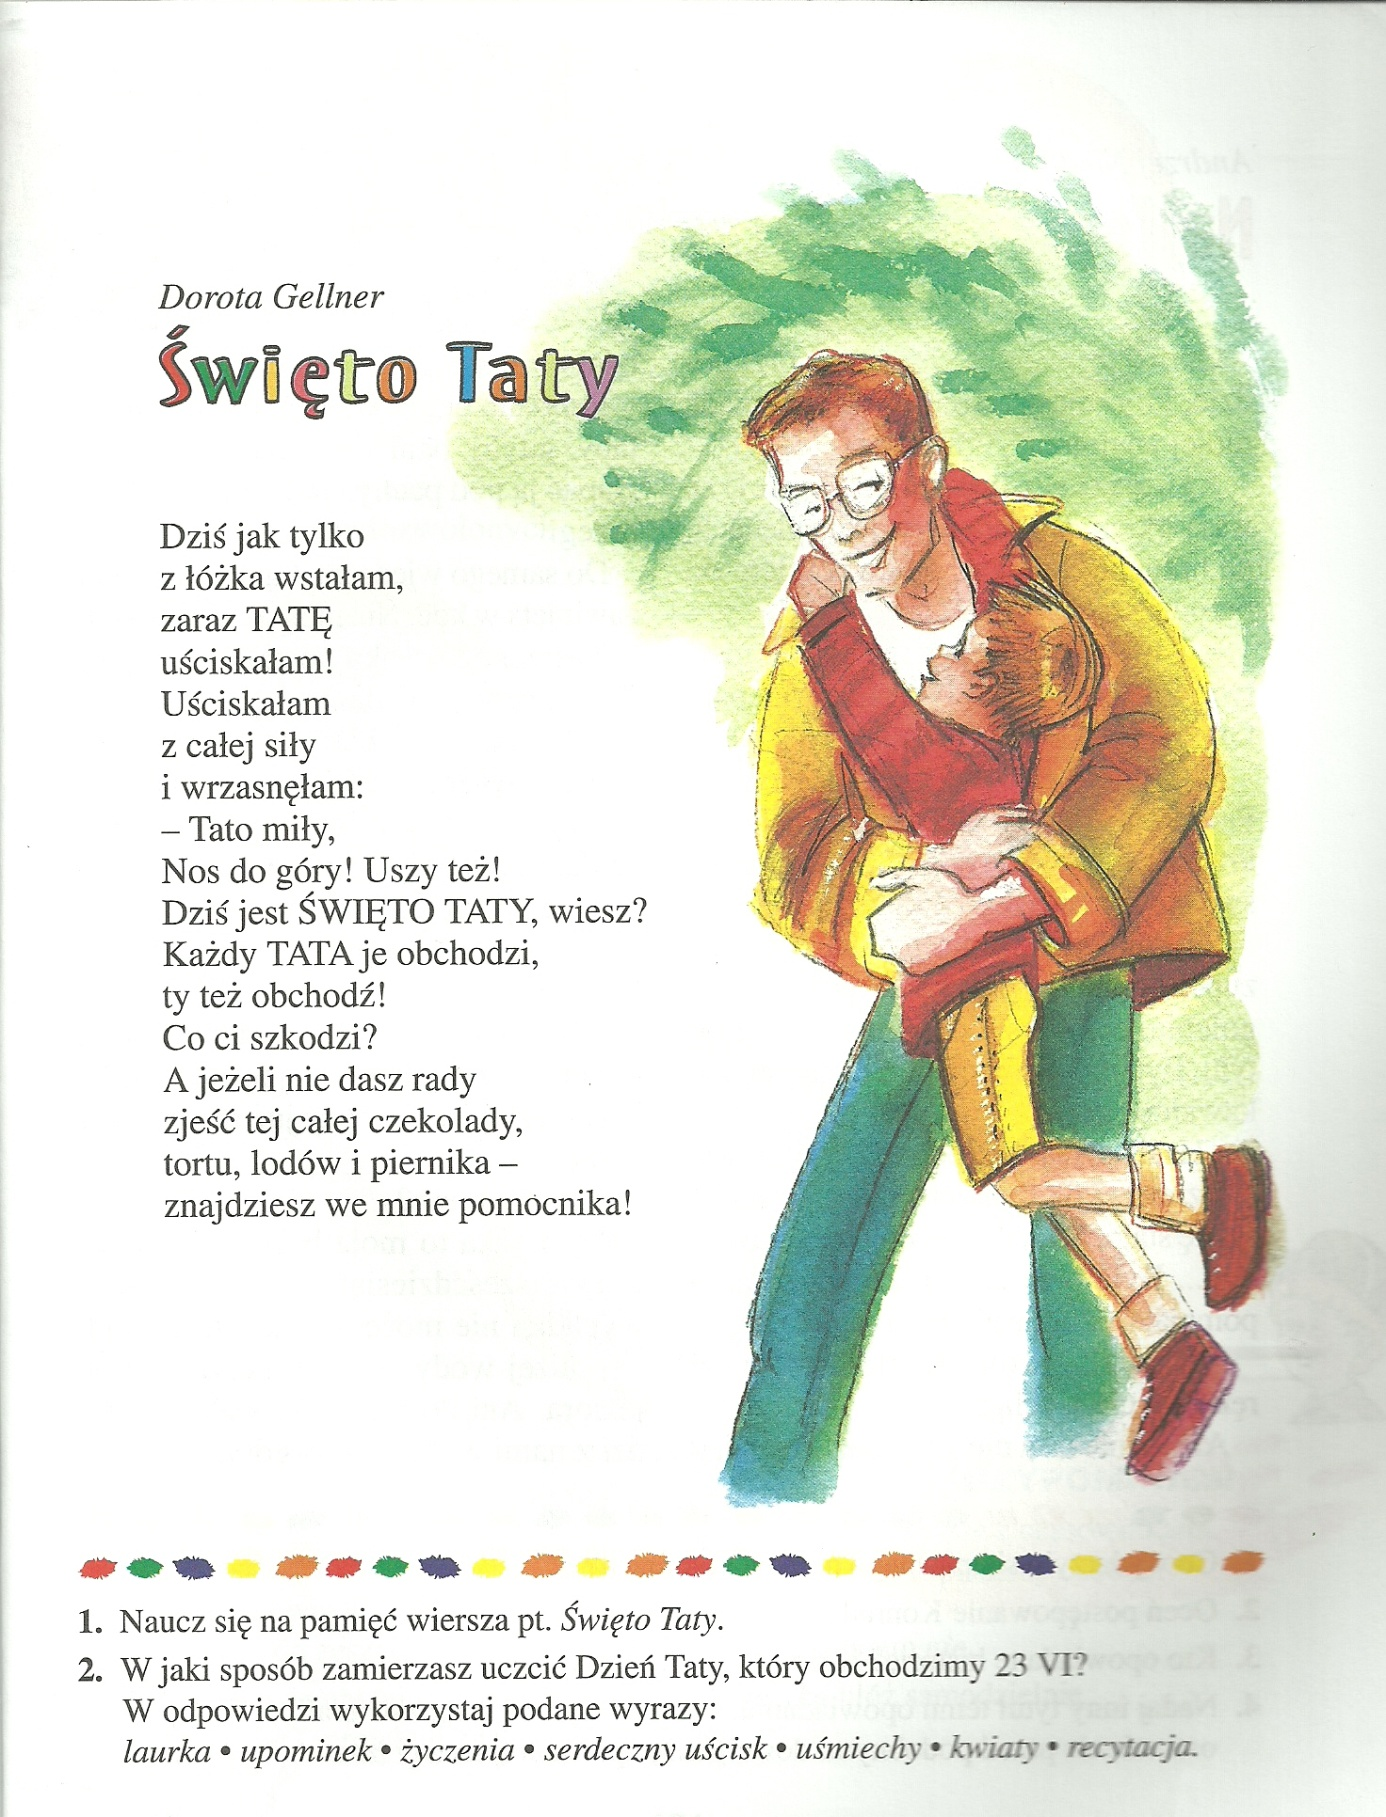 Dorota Gellner
Święto Taty
Dziś jak tylko
z łóżka wstałam,
zaraz TATĘ
uściskałam!
Uściskałam
z całej siły
i wrzasnęłam:
– Tato miły,
Nos do góry! Uszy też!
Dziś jest ŚWIĘTO TATY, wiesz?
Każdy TATA je obchodzi,
ty też obchodź!
Co ci szkodzi?
A jeżeli nie dasz rady
zjeść tej całej czekolady,
tortu, lodów i piernika –
znajdziesz we mnie pomocnika!
1. Naucz się na pamięć wiersza pt. Święto Taty.
2. W jaki sposób zamierzasz uczcić Dzień Taty, który obchodzimy 23 VI?
W odpowiedzi wykorzystaj podane wyrazy:
laurka • upominek • życzenia • serdeczny uścisk • uśmiechy • kwiaty • recytacja.